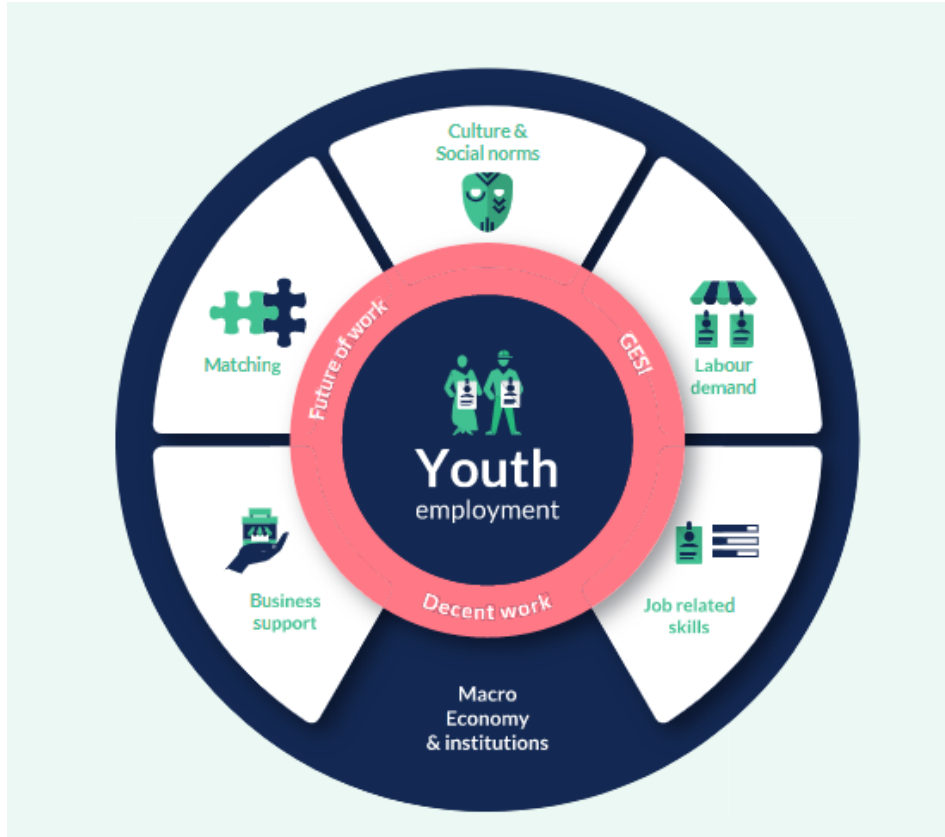 Culture &
Social norms
Matching
Labour
demand
Future of work
GESI
Youth
employment
Business
support
Decent work
Job related
skills
Macro
Economy
& institutions